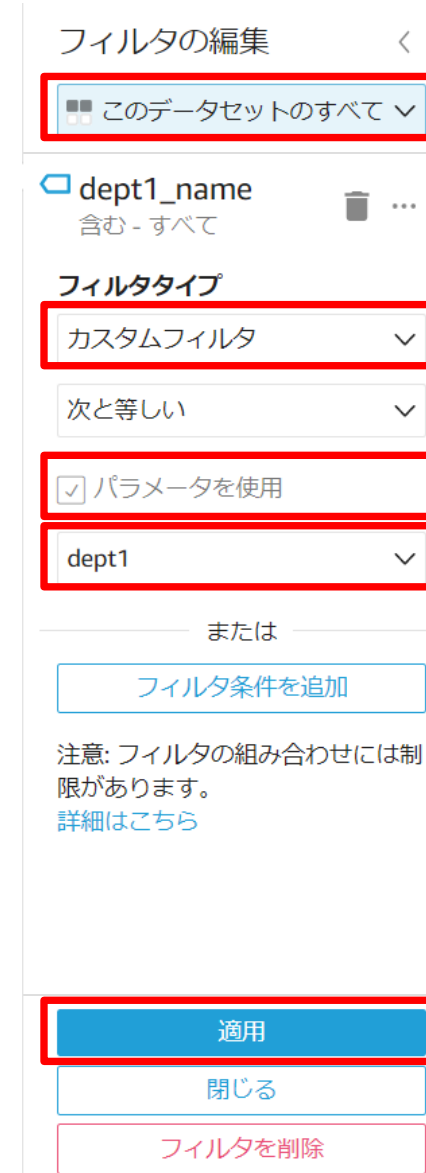 フィルタの編集
このデータセットのすべて
dept1_name
含む - すべて
フィルタタイプ
カスタムフィルタ
次と等しい
パラメータを使用
dept1
または
フィルタ条件を追加
注意: フィルタの組み合わせには制
限があります。
詳細はこちら
適用
閉じる
フィルタを削除